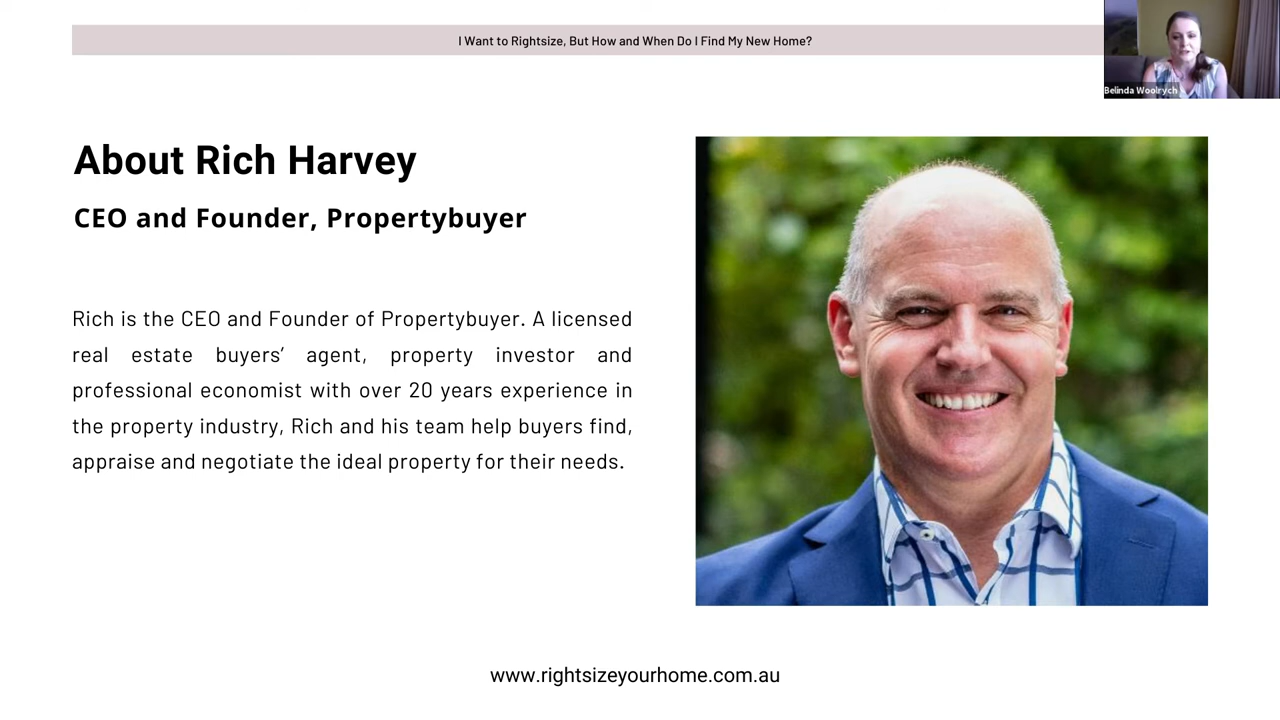 I Want to Rightsize, But How and When Do I Find My New Home?
Belinda Woolrych
About Rich Harvey
CEO and Founder, Propertybuyer
Rich is the CEO and Founder of Propertybuyer. A licensed
real estate buyers’ agent, property investor and
professional economist with over 20 years experience in
the property industry, Rich and his team help buyers find,
appraise and negotiate the ideal property for their needs.
www.rightsizeyourhome.com.au